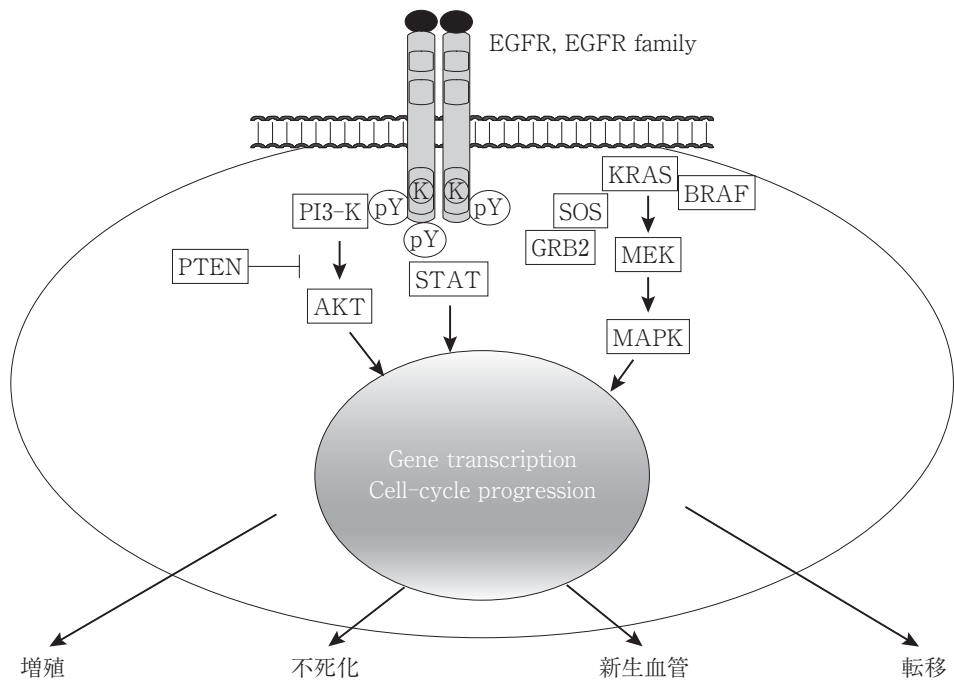 EGFR, EGFR family
K K
KRAS
BRAF
PI3-K
pY
pY
SOS
pY
GRB2
MEK
PTEN
STAT
AKT
MAPK
Gene transcription
Cell-cycle progression
増殖
不死化
新生血管
転移